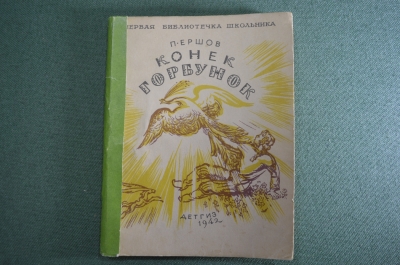 ПЕРВАЯ БИБЛИОТЕЧКА ШКОЛЬНИКА
П. ЕРШОВ
КОНЕК
ГОРБУНОК
ДЕТГИЗ
1942